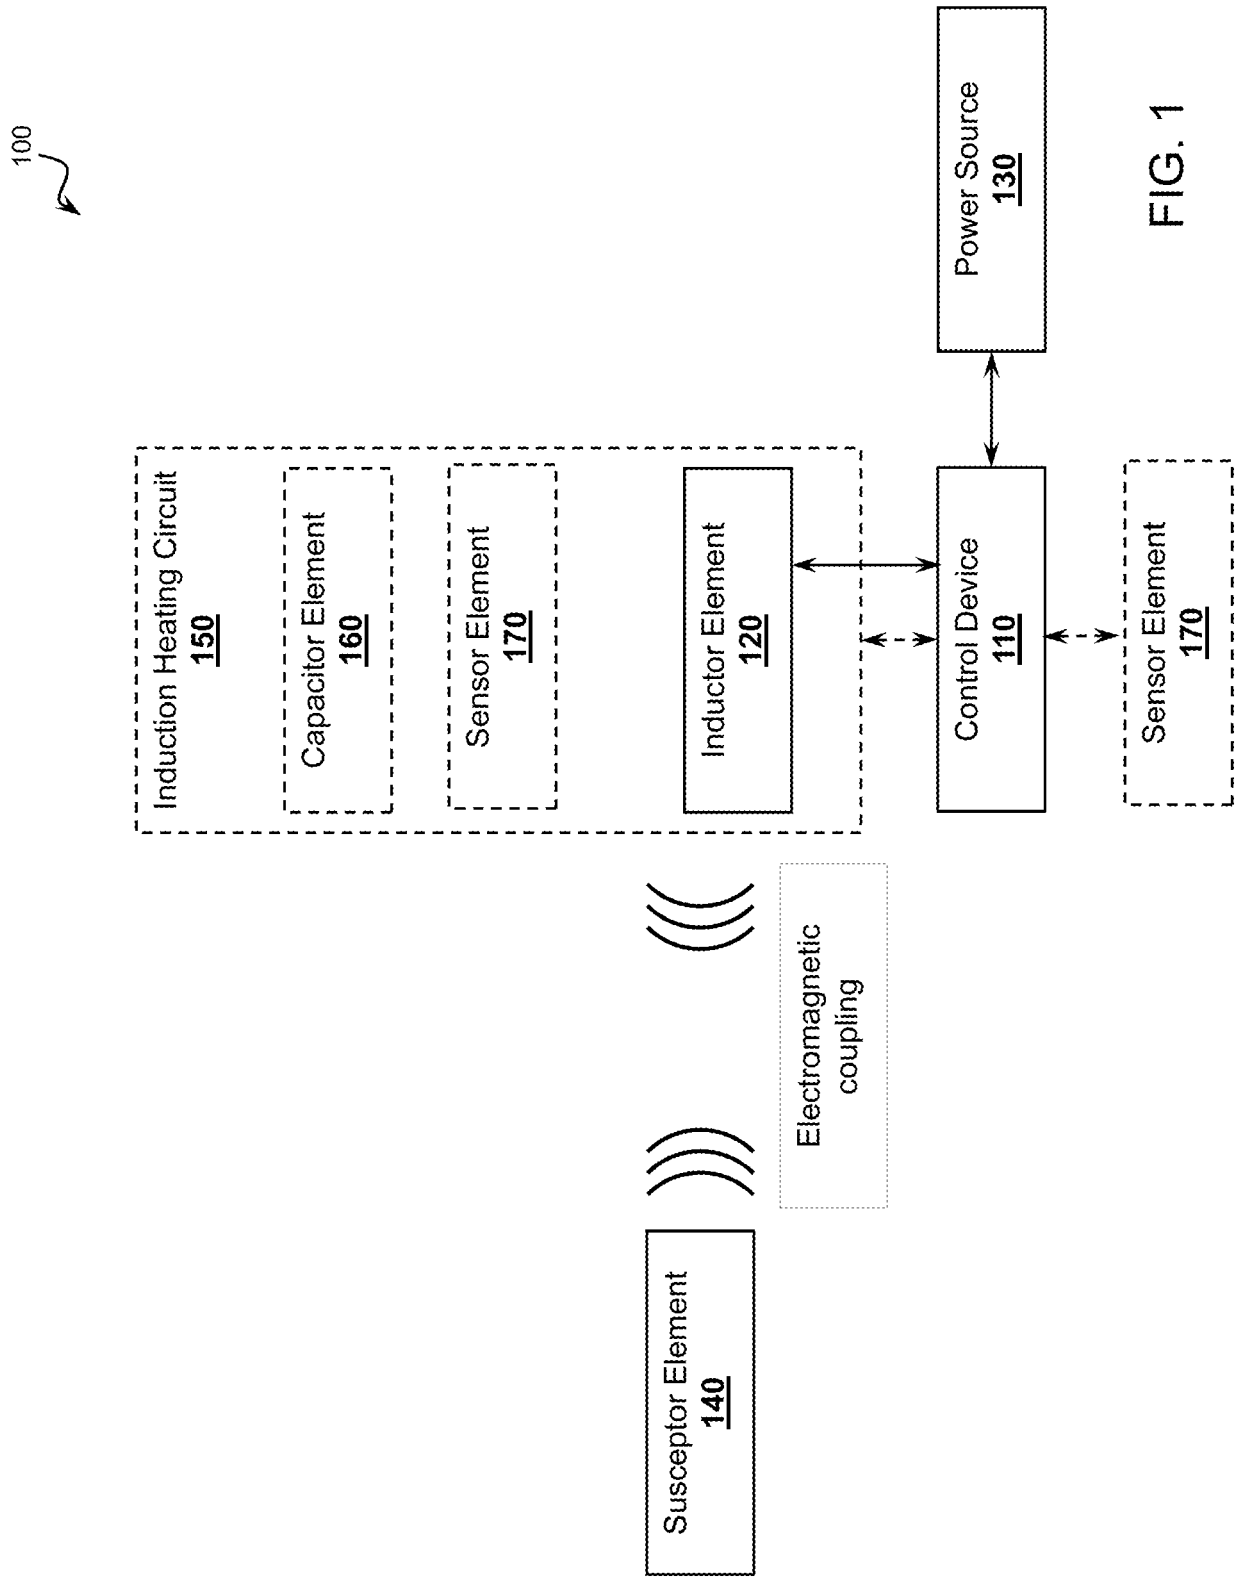 100
Induction Heating Circuit
150
Capacitor Element
160
Sensor Element
170
Susceptor Element
140
Inductor Element
120
Electromagnetic
coupling
Control Device
110
Power Source
130
Sensor Element
170
FIG. 1